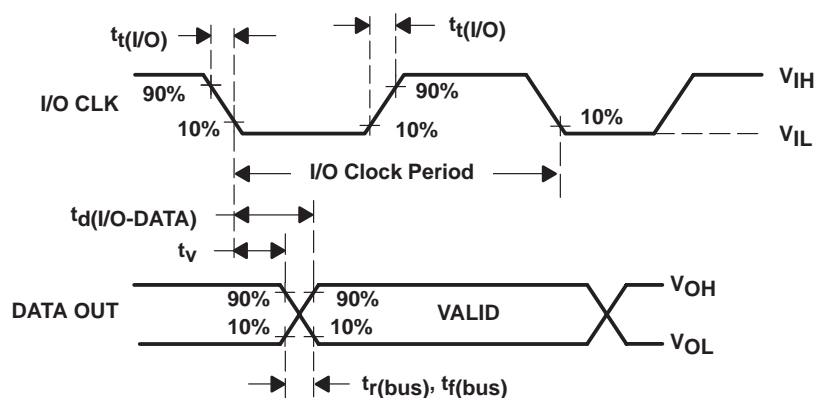 tt(I/O)
tt(I/O)
VIH
90%
90%
I/O CLK
10%
10%
10%
VIL
I/O Clock Period
td(I/O-DATA)
tv
VOH
90%
90%
VALID
DATA OUT
10%
10%
VOL
tr(bus), tf(bus)